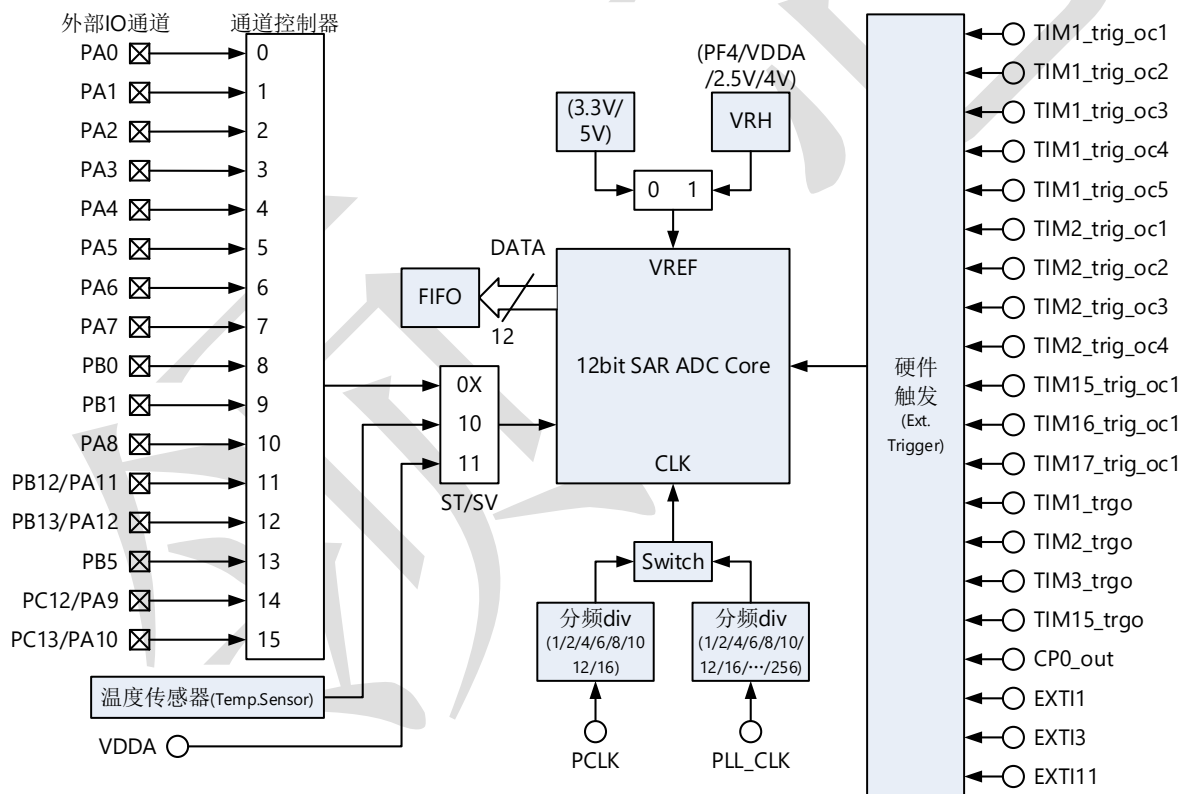 外部IO通道
通道控制器
PA0
0
PA1
1
PA2
2
PA3
3
PA4
4
PA5
5
PA6
6
PA7
7
PB0
8
PB1
9
PA8
10
PB12/PA11
11
PB13/PA12
12
PB5
13
PC12/PA9
14
PC13/PA10
15
温度传感器(Temp.Sensor)
VDDA
0X
10
11
ST/SV
FIFO
DATA
12
(3.3V/
5V)
(PF4/VDDA
/2.5V/4V)
VRH
0 1
VREF
12bit SAR ADC Core
CLK
Switch
分频div
(1/2/4/6/8/10
12/16)
分频div
(1/2/4/6/8/10/
12/16/…/256)
PCLK
PLL_CLK
硬件
触发
(Ext.
Trigger)
TIM1_trig_oc1
TIM1_trig_oc2
TIM1_trig_oc3
TIM1_trig_oc4
TIM1_trig_oc5
TIM2_trig_oc1
TIM2_trig_oc2
TIM2_trig_oc3
TIM2_trig_oc4
TIM15_trig_oc1
TIM16_trig_oc1
TIM17_trig_oc1
TIM1_trgo
TIM2_trgo
TIM3_trgo
TIM15_trgo
CP0_out
EXTI1
EXTI3
EXTI11